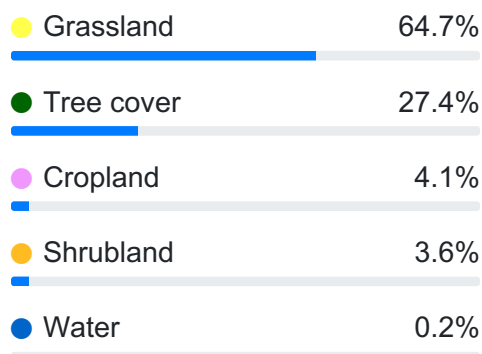 Grassland 64.7%
Tree cover 27.4%
Cropland 4.1%
Shrubland 3.6%
Water 0.2%